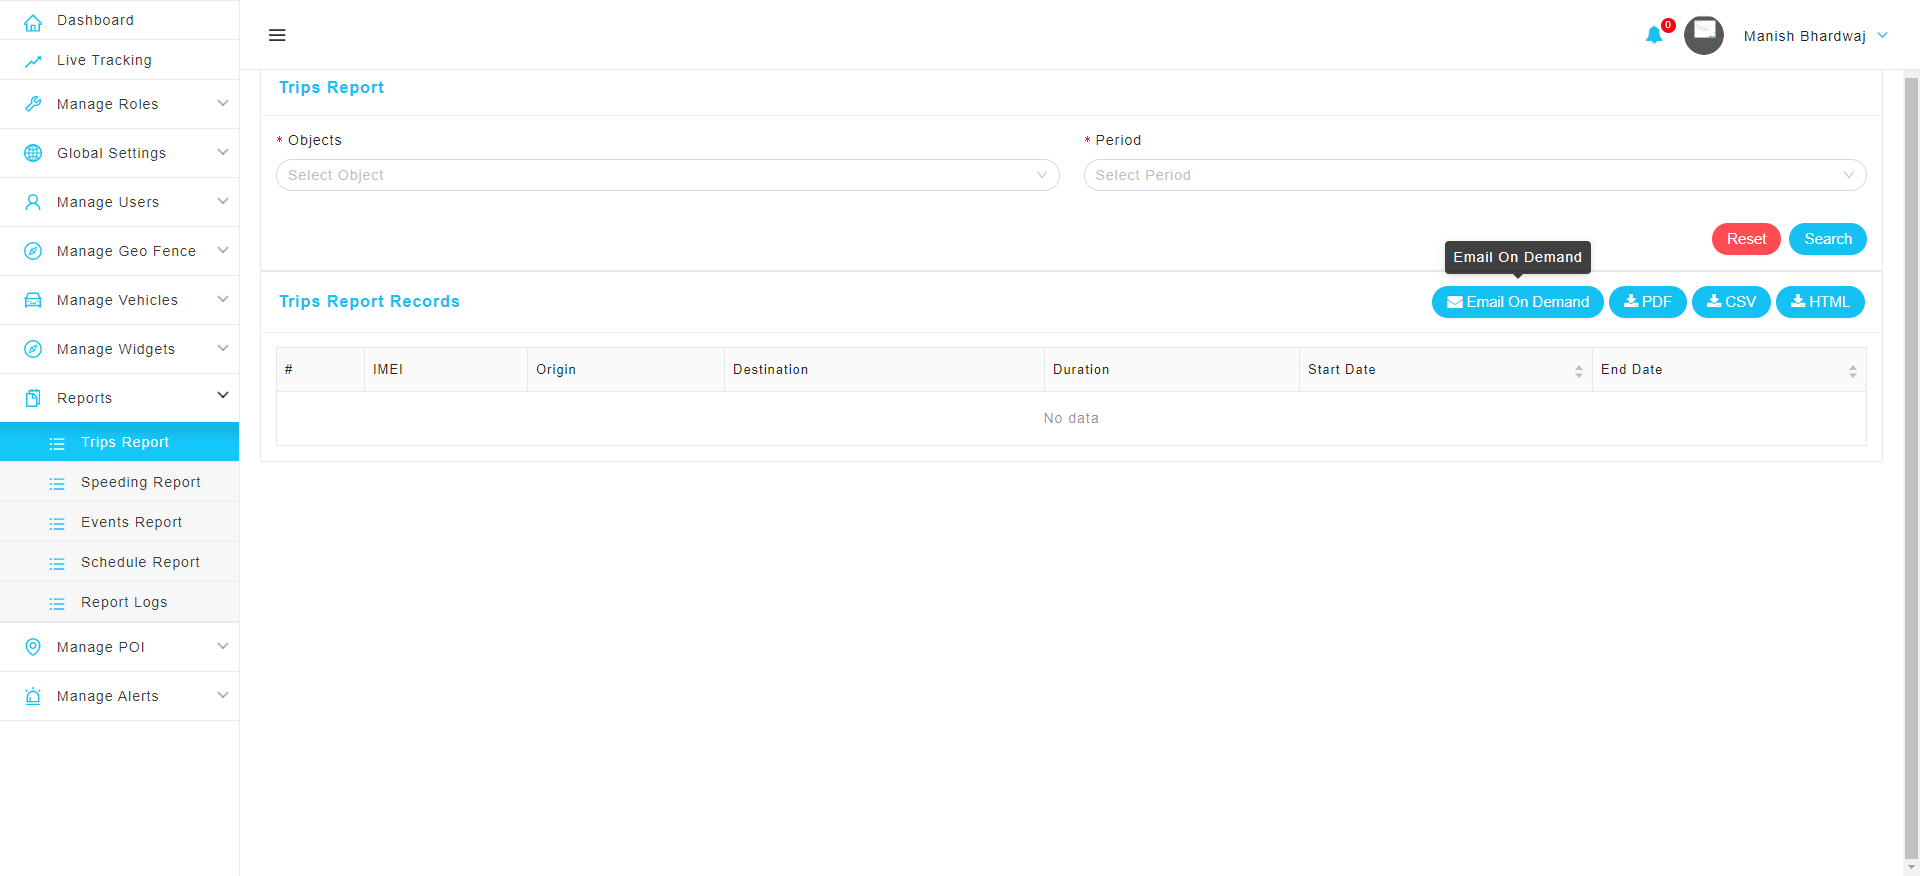 Dashboard
Live Tracking
Manage Roles
Global Settings
Manage Users
Manage Geo Fence
Manage Vehicles
Manage Widgets
Reports
Trips Report
Speeding Report
Events Report
Schedule Report
Report Logs
Manage POI
Manage Alerts
0
Manish Bhardwaj
Trips Report
* Objects
* Period
Select Object
Select Period
Reset
Search
Email On Demand
Trips Report Records
Email On Demand
PDF
CSV
HTML
# IMEI Origin Destination Duration Start Date End Date
No data